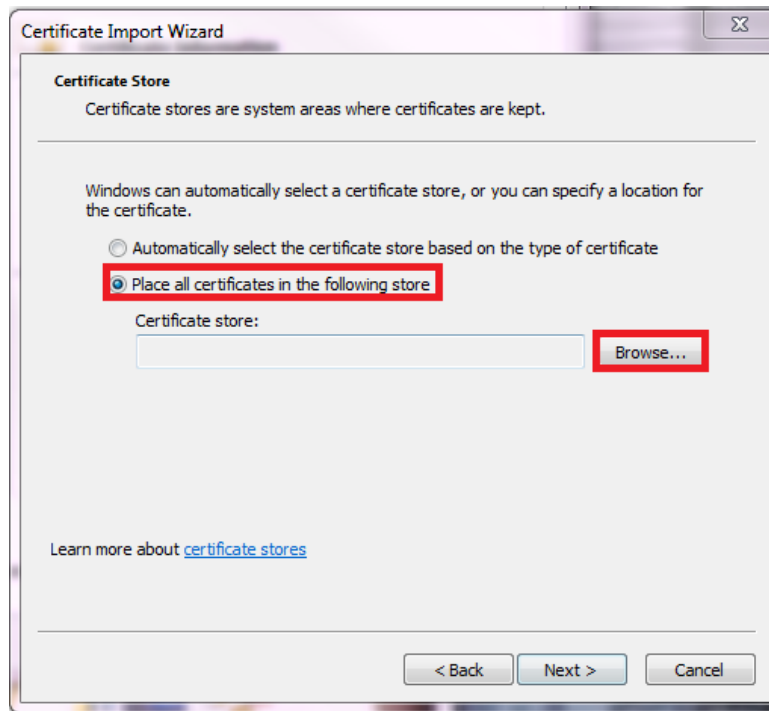 Certificate Import Wizard
Certificate Store
Certificate stores are system areas where certificates are kept.
Windows can automatically select a certificate store, or you can specify a location for
the certificate.
Automatically select the certificate store based on the type of certificate
Place all certificates in the following store
Certificate store:
Browse...
Learn more about certificate stores
< Back Next > Cancel